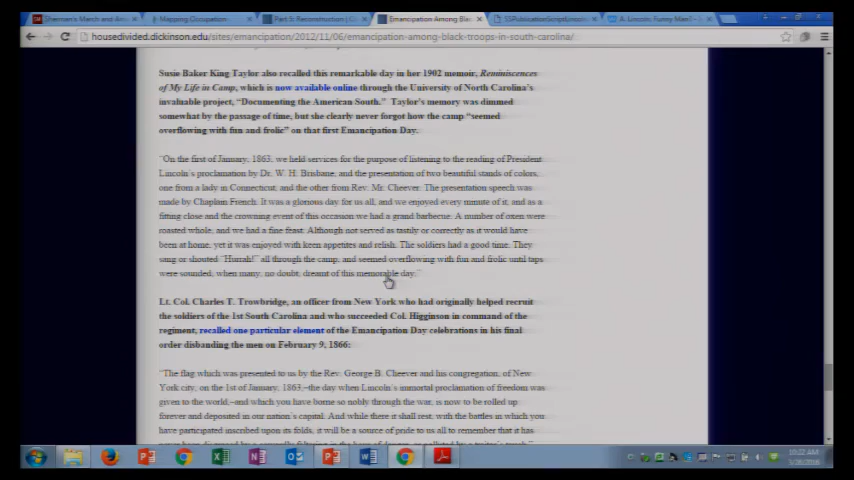 Sherman's March and Am
Mapping Occupation
Part 5: Reconstruction | G
Emancipation Among Bla
SSPublicationScriptLincoln
A. Lincoln: Funny Man? –
housedivided.dickinson.edu/sites/emancipation/2012/11/06/emancipation-among-black-troops-in-south-carolina/
Susie Baker King Taylor also recalled this remarkable day in her 1902 memoir, Reminiscences
of My Life in Camp, which is now available online through the University of North Carolina's
invaluable project, "Documenting the American South." Taylor's memory was dimmed
somewhat by the passage of time, but she clearly never forgot how the camp "seemed
overflowing with fun and frolic" on that first Emancipation Day.
"On the first of January, 1863, we held services for the purpose of listening to the reading of President
Lincoln's proclamation by Dr. W. H. Brisbane, and the presentation of two beautiful stands of colors,
one from a lady in Connecticut, and the other from Rev. Mr. Cheever. The presentation speech was
made by Chaplain French. It was a glorious day for us all, and we enjoyed every minute of it, and as a
fitting close and the crowning event of this occasion we had a grand barbecue. A number of oxen were
roasted whole, and we had a fine feast. Although not served as tastily or correctly as it would have
been at home, yet it was enjoyed with keen appetites and relish. The soldiers had a good time. They
sang or shouted "Hurrah!" all through the camp, and seemed overflowing with fun and frolic until taps
were sounded, when many, no doubt, dreamt of this memorable day."
Lt. Col. Charles T. Trowbridge, an officer from New York who had originally helped recruit
the soldiers of the 1st South Carolina and who succeeded Col. Higginson in command of the
regiment, recalled one particular element of the Emancipation Day celebrations in his final
order disbanding the men on February 9, 1866:
"The flag which was presented to us by the Rev. George B. Cheever and his congregation, of New
York city, on the 1st of January, 1863,–the day when Lincoln's immortal proclamation of freedom was
given to the world,–and which you have borne so nobly through the war, is now to be rolled up
forever and deposited in our nation's capital. And while there it shall rest, with the battles in which you
have participated inscribed upon its folds, it will be a source of pride to us all to remember that it has
10:22 AM